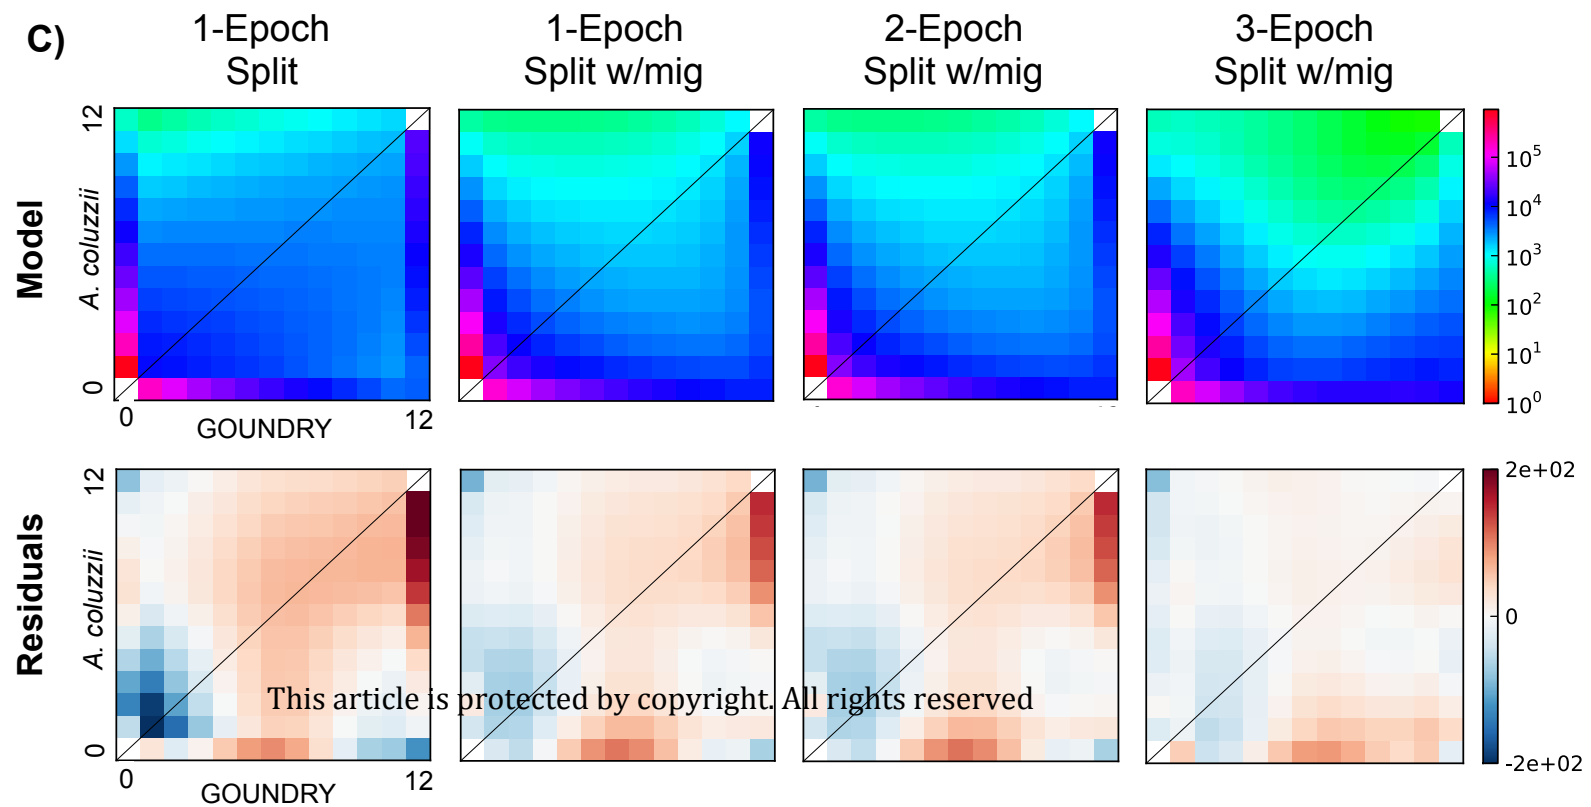 C)
1-Epoch
Split
1-Epoch
Split w/mig
2-Epoch
Split w/mig
3-Epoch
Split w/mig
Model
12
A. coluzzii
0
0
GOUNDRY
12
10^5
10^4
10^3
10^2
10^1
10^0
Residuals
12
A. coluzzii
0
0
GOUNDRY
12
2e+02
0
-2e+02
This article is protected by copyright. All rights reserved